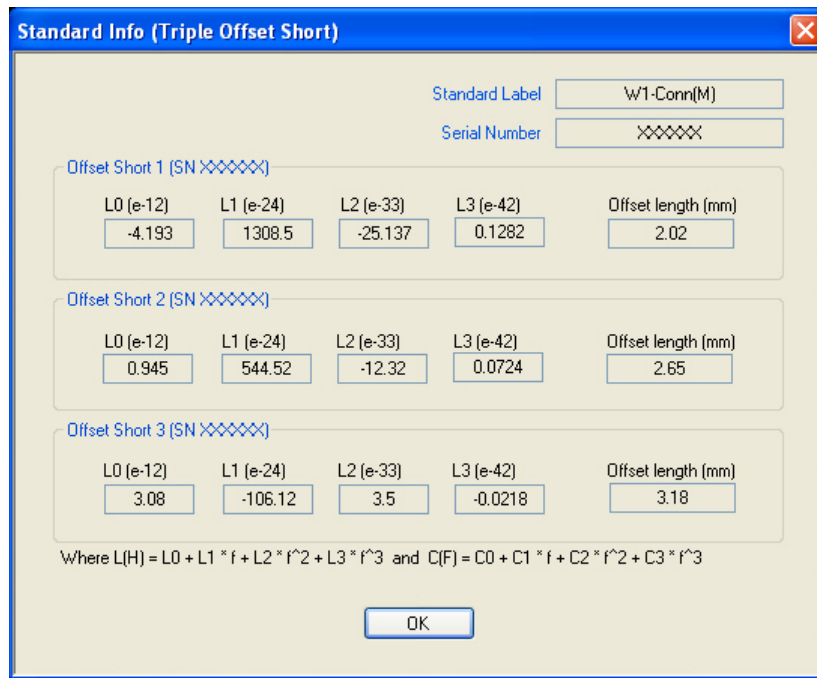 Standard Info (Triple Offset Short)
Standard Label W1-Conn(M)
Serial Number XXXXXX
Offset Short 1 (SN XXXXXX)
L0 (e-12) L1 (e-24) L2 (e-33) L3 (e-42) Offset length (mm)
-4.193 1308.5 -25.137 0.1282 2.02
Offset Short 2 (SN XXXXXX)
L0 (e-12) L1 (e-24) L2 (e-33) L3 (e-42) Offset length (mm)
0.945 544.52 -12.32 0.0724 2.65
Offset Short 3 (SN XXXXXX)
L0 (e-12) L1 (e-24) L2 (e-33) L3 (e-42) Offset length (mm)
3.08 -106.12 3.5 -0.0218 3.18
Where L(H) = L0 + L1 * f + L2 * f^2 + L3 * f^3 and C(F) = C0 + C1 * f + C2 * f^2 + C3 * f^3
OK